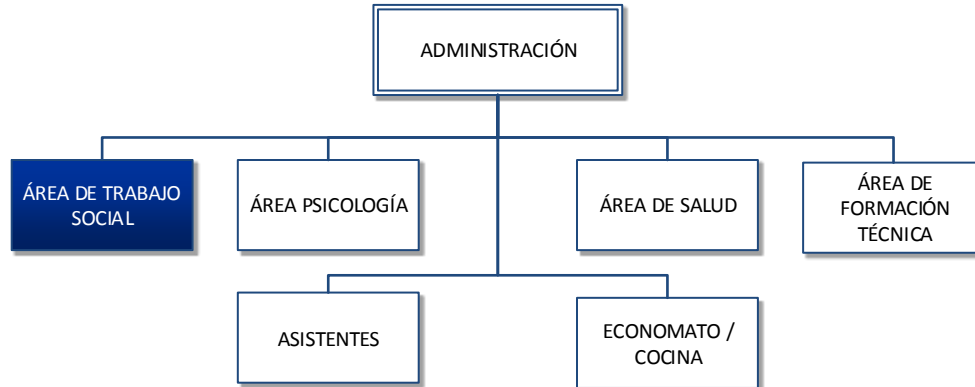 ADMINISTRACIÓN
ÁREA DE TRABAJO
SOCIAL
ÁREA PSICOLOGÍA
ÁREA DE SALUD
ÁREA DE
FORMACIÓN
TÉCNICA
ASISTENTES
ECONOMATO /
COCINA